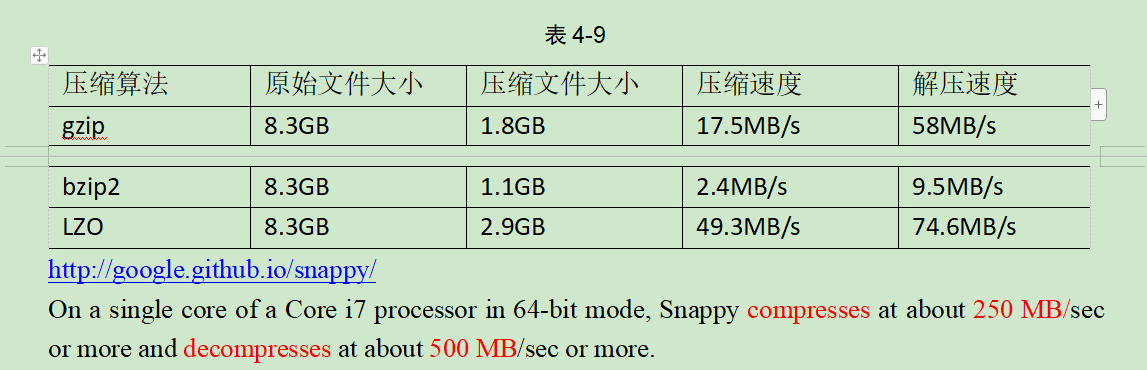 表 4-9
压缩算法 原始文件大小 压缩文件大小 压缩速度 解压速度
gzip 8.3GB 1.8GB 17.5MB/s 58MB/s
bzip2 8.3GB 1.1GB 2.4MB/s 9.5MB/s
LZO 8.3GB 2.9GB 49.3MB/s 74.6MB/s
http://google.github.io/snappy/
On a single core of a Core i7 processor in 64-bit mode, Snappy compresses at about 250 MB/sec
or more and decompresses at about 500 MB/sec or more.